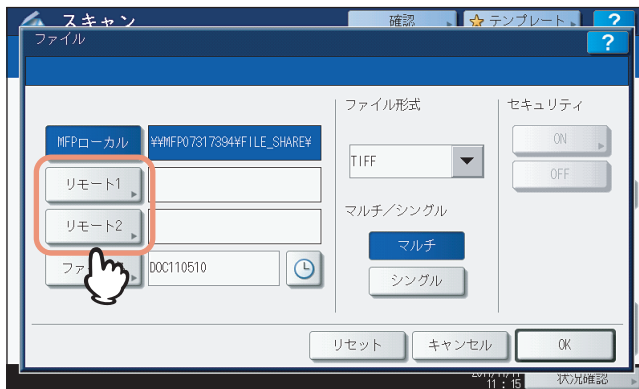 スキャン
確認
テンプレート
?
ファイル
?
ファイル形式
セキュリティ
MFPローカル
¥¥MFP07317394¥FILE_SHARE¥
TIFF
ON
OFF
リモート1
リモート2
マルチ/シングル
マルチ
シングル
DOC110510
リセット
キャンセル
OK
11:15
状況確認